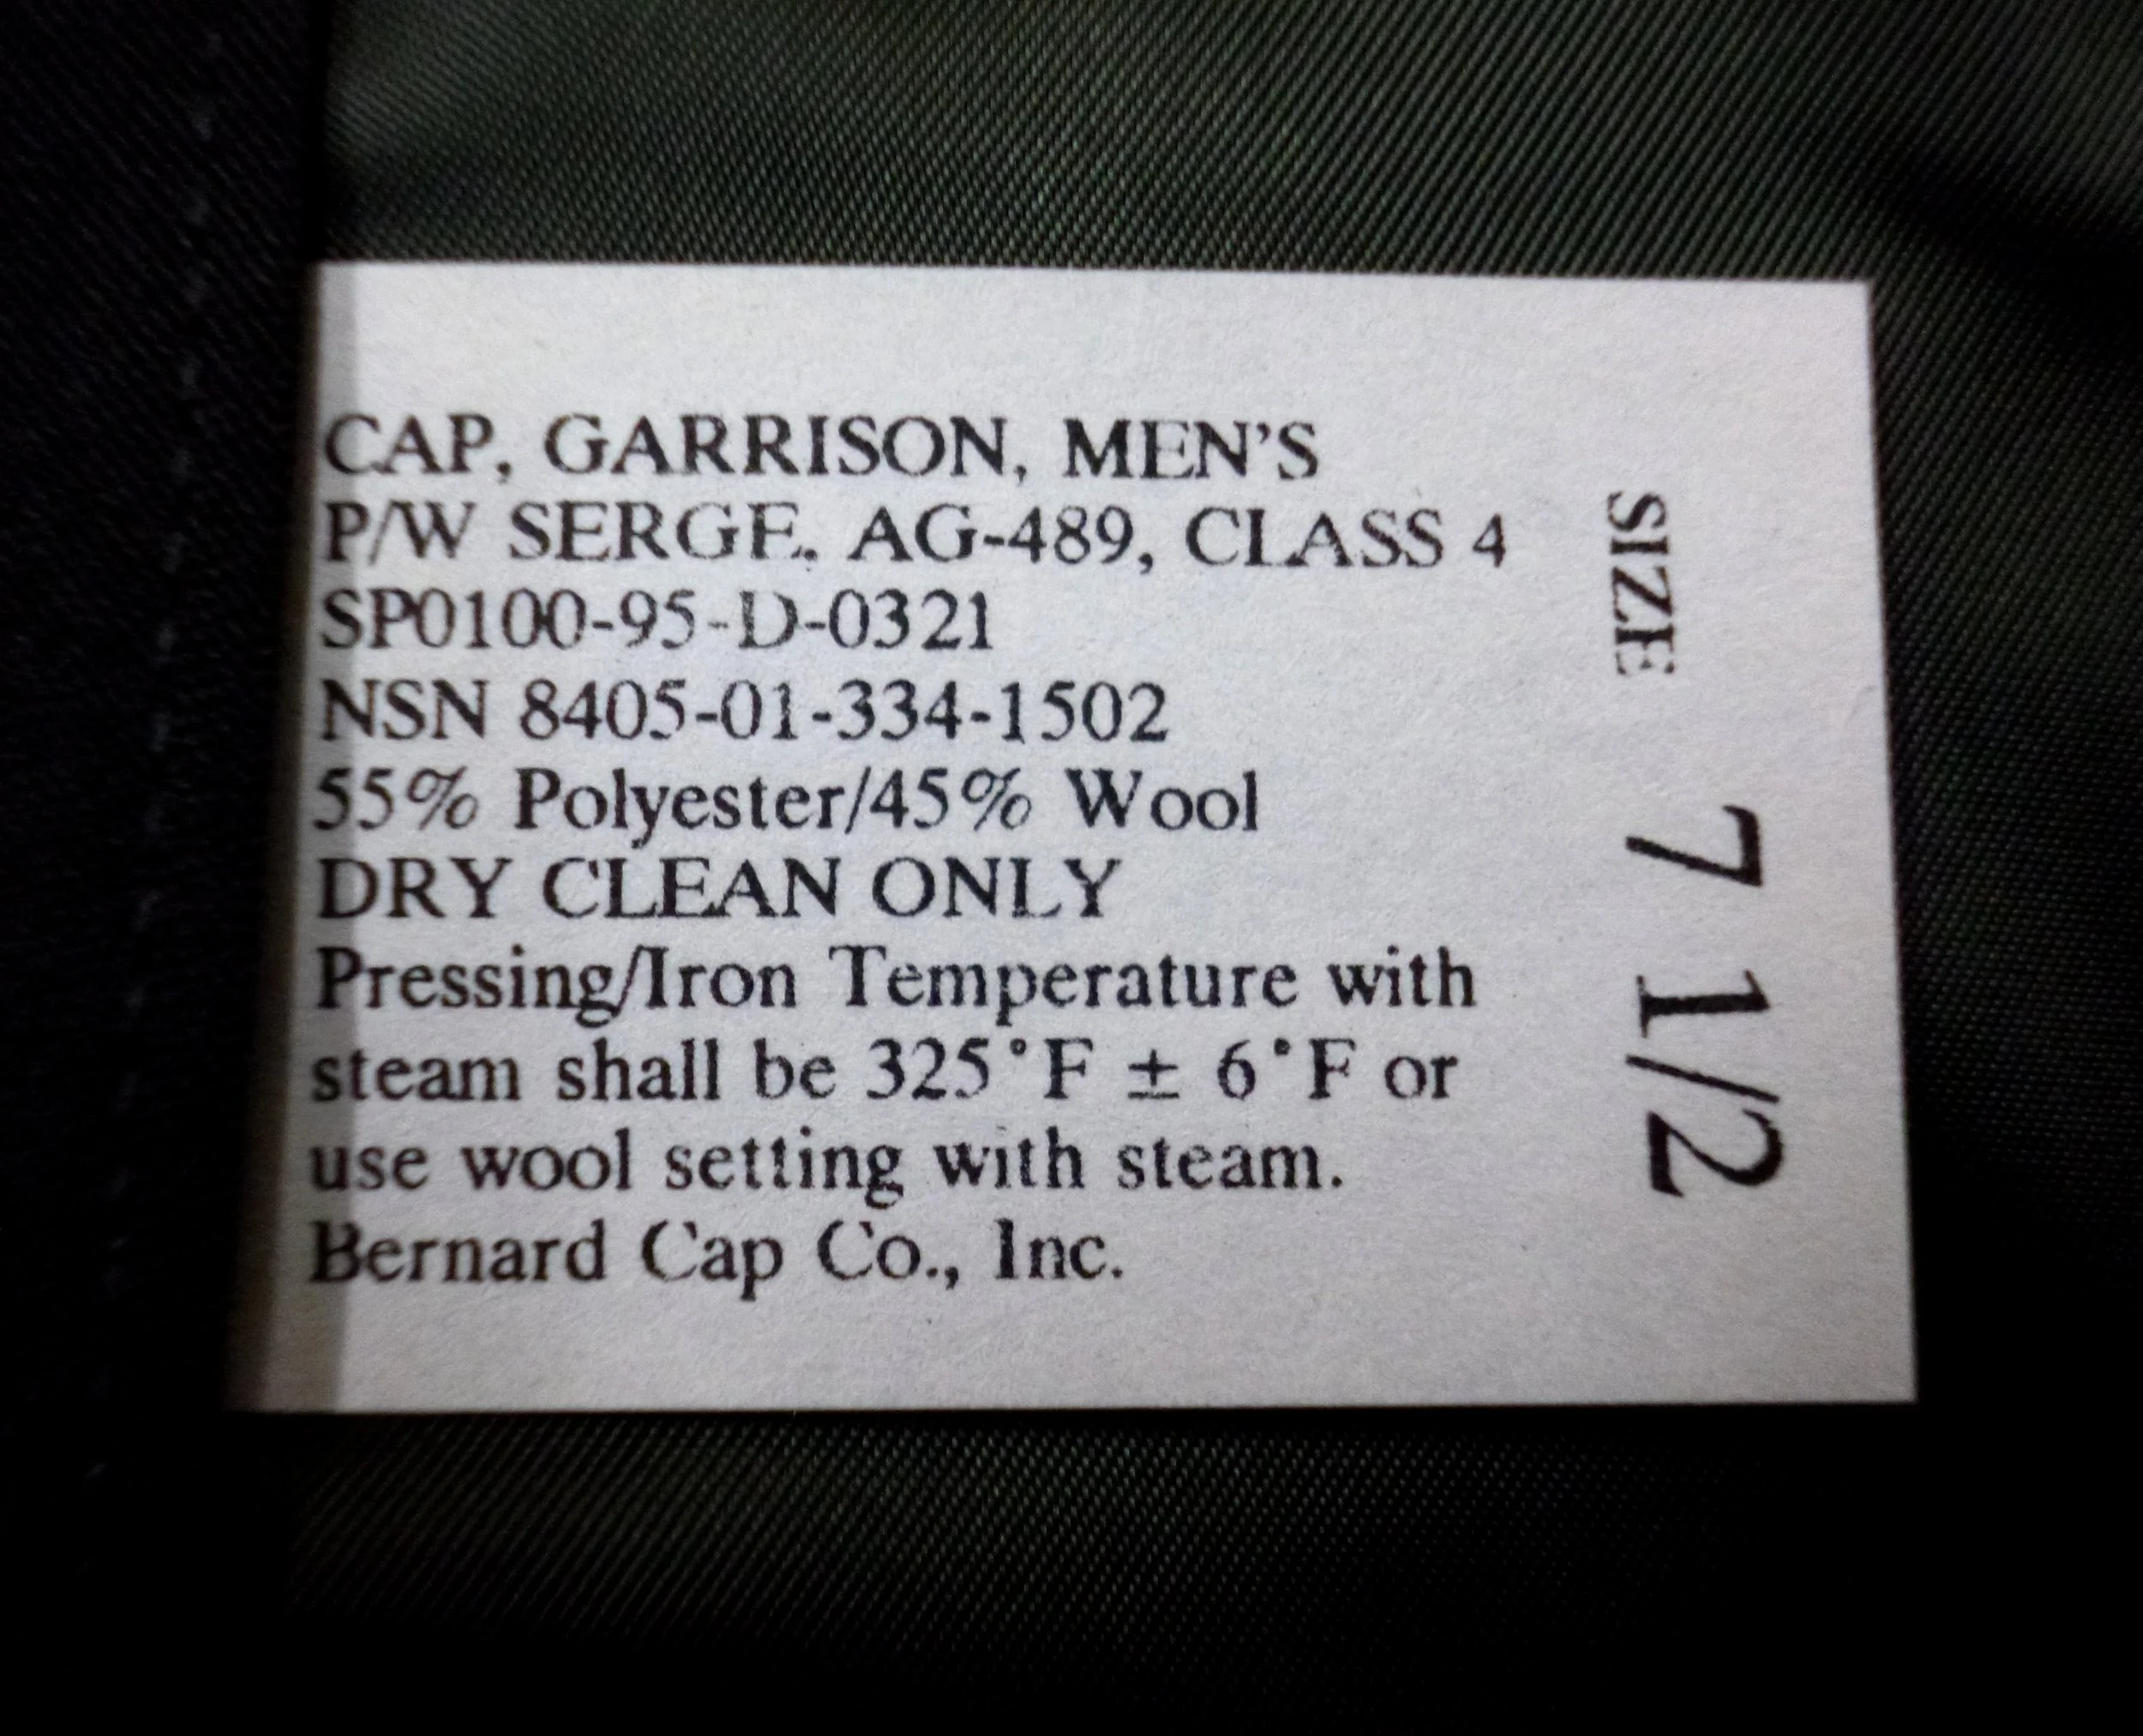 CAP, GARRISON, MEN'S
P/W SERGE, AG-489, CLASS 4
SP0100-95-D-0321
NSN 8405-01-334-1502
55% Polyester/45% Wool
DRY CLEAN ONLY
Pressing/Iron Temperature with
steam shall be 325°F ± 6°F or
use wool setting with steam.
Bernard Cap Co., Inc.
SIZE 7 1/2